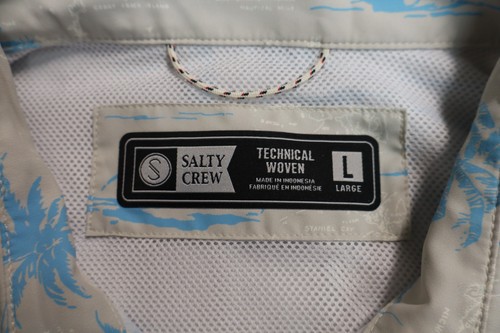 S
SALTY
CREW
TECHNICAL
WOVEN
MADE IN INDONESIA
FABRIQUÉ EN INDONÉSIE
L
LARGE